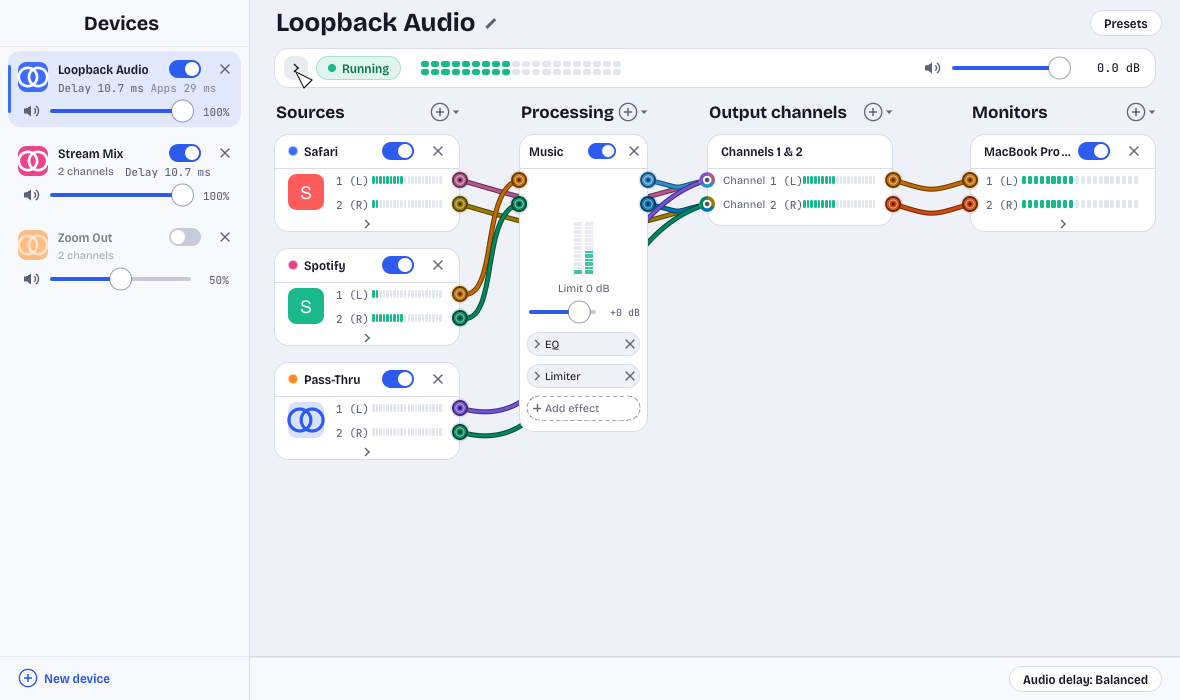 Devices
Loopback Audio
Delay 10.7 ms Apps 29 ms
100%
Stream Mix
2 channels Delay 10.7 ms
100%
Zoom Out
2 channels
50%
New device
Loopback Audio
Presets
Running
0.0 dB
Sources
Processing
Output channels
Monitors
Safari
S
1 (L)
2 (R)
Spotify
S
1 (L)
2 (R)
Pass-Thru
1 (L)
2 (R)
Music
Limit 0 dB
+0 dB
EQ
Limiter
Add effect
Channels 1 & 2
Channel 1 (L)
Channel 2 (R)
MacBook Pro...
1 (L)
2 (R)
Audio delay: Balanced